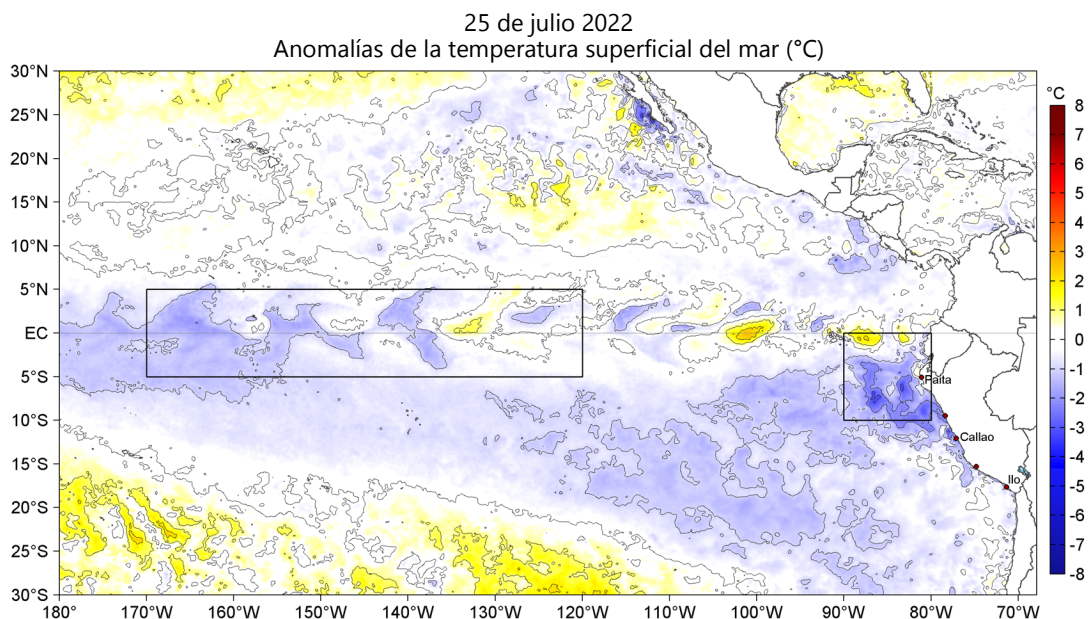 25 de julio 2022
Anomalías de la temperatura superficial del mar (°C)
30°N
25°N
20°N
15°N
10°N
5°N
EC
5°S
10°S
15°S
20°S
25°S
30°S
180
170°W
160°W
150°W
140°W
130°W
120°W
110°W
100°W
90°W
80°W
70°W
Paita
Callao
Ilo
°C
8
7
6
5
4
3
2
1
0
-1
-2
-3
-4
-5
-6
-7
-8